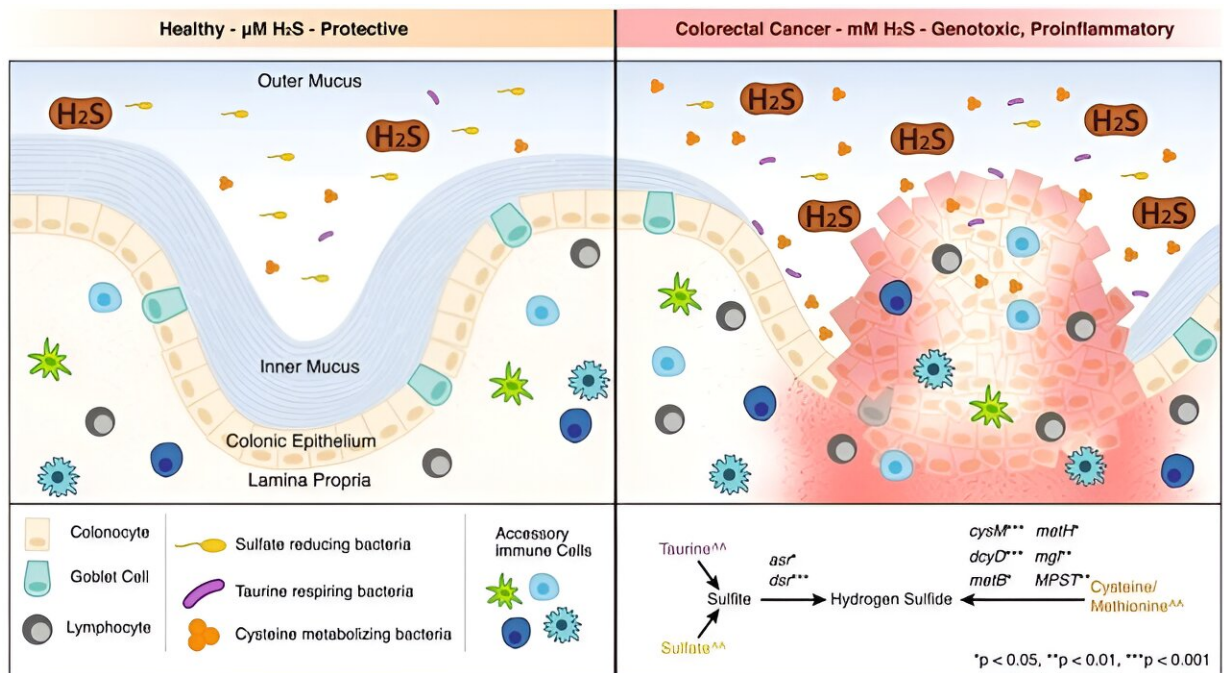 Healthy - µM H₂S - Protective
Colorectal Cancer - mM H₂S - Genotoxic, Proinflammatory
Outer Mucus
H₂S
H₂S
Inner Mucus
Colonic Epithelium
Lamina Propria
H₂S
H₂S
H₂S
H₂S
H₂S
Colonocyte
Goblet Cell
Lymphocyte
Sulfate reducing bacteria
Taurine respiring bacteria
Cysteine metabolizing bacteria
Accessory
immune Cells
Taurine^^
Sulfate^^
Sulfite
asr*
dsr***
Hydrogen Sulfide
cysM*** metH*
dcyD*** mgl**
metB* MPST**
Cysteine/
Methionine^^
*p < 0.05, **p < 0.01, ***p < 0.001